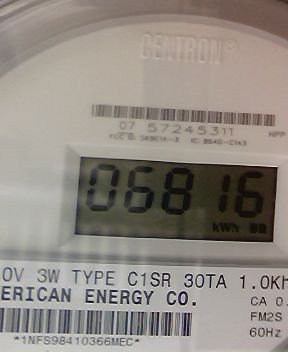 CENTRON®
07 57245311
06816
kWh
0V 3W TYPE C1SR 30TA 1.0Kh
ERICAN ENERGY CO.
CA 0.
FM2S
60Hz
*1NFS98410366MEC*